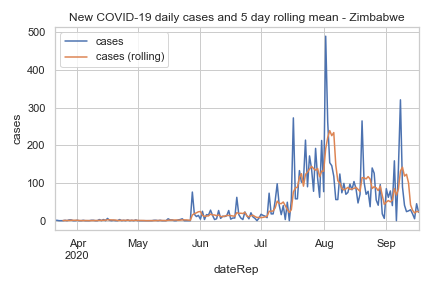 New COVID-19 daily cases and 5 day rolling mean - Zimbabwe
cases
cases (rolling)
500
400
300
200
100
0
cases
Apr
2020
May
Jun
Jul
Aug
Sep
dateRep